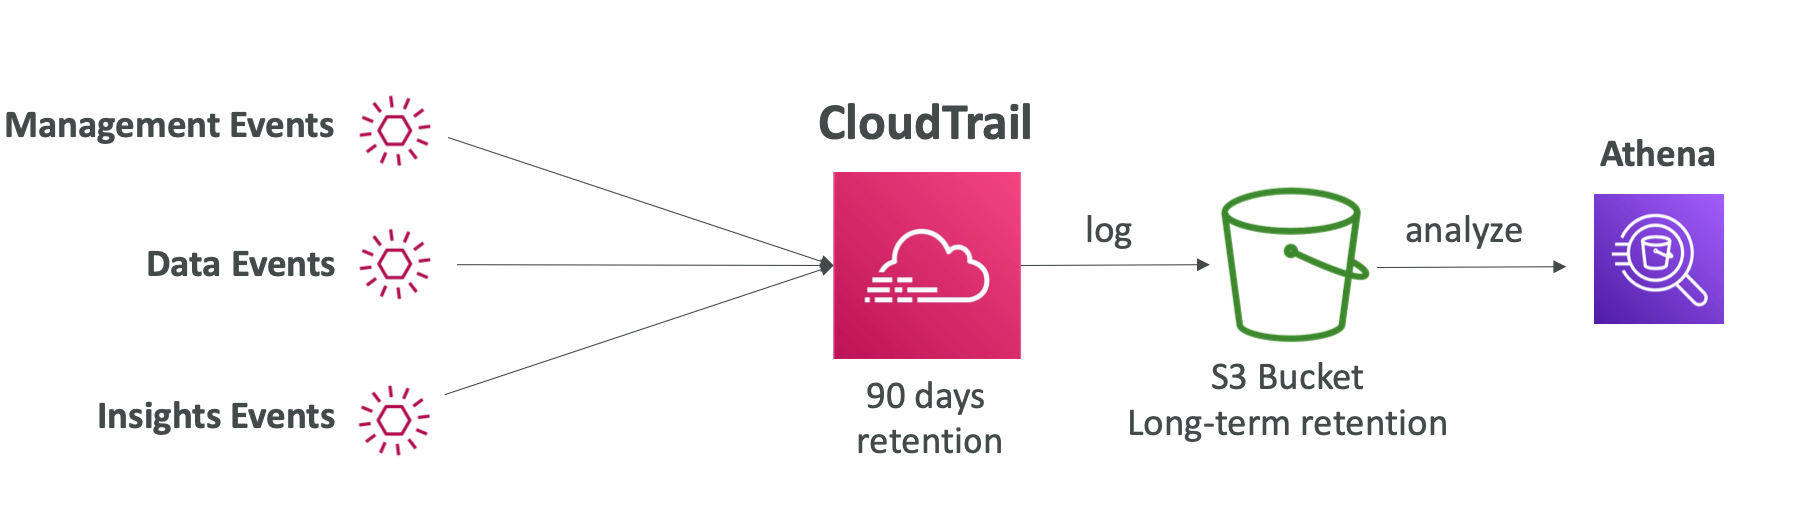 Management Events
Data Events
Insights Events
CloudTrail
90 days
retention
log
S3 Bucket
Long-term retention
analyze
Athena